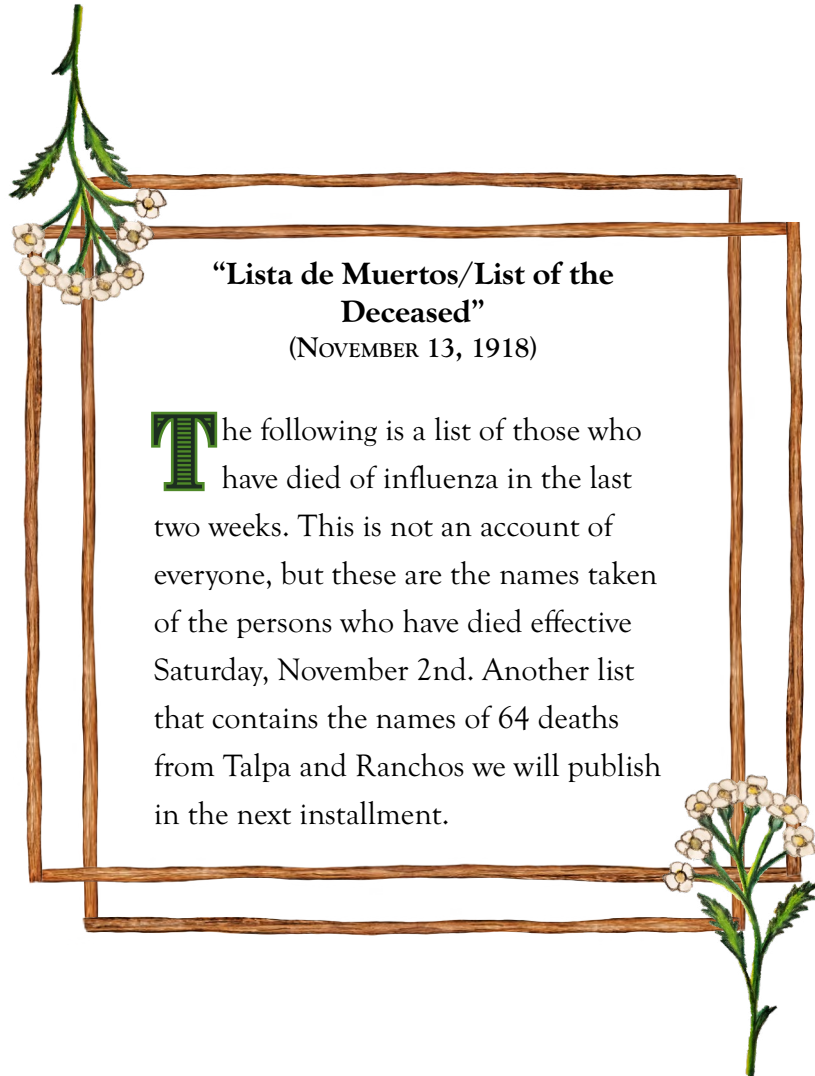 “Lista de Muertos/List of the
Deceased”
(November 13, 1918)
The following is a list of those who
have died of influenza in the last
two weeks. This is not an account of
everyone, but these are the names taken
of the persons who have died effective
Saturday, November 2nd. Another list
that contains the names of 64 deaths
from Talpa and Ranchos we will publish
in the next installment.